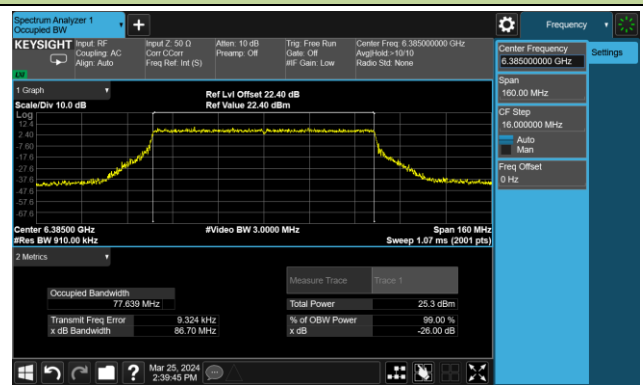 Spectrum Analyzer 1
Occupied BW
Frequency
KEYSIGHT
Input: RF
Coupling: AC
Align: Auto
Input Z: 50 Ω
Corr CCorr
Freq Ref: Int (S)
Atten: 10 dB
Preamp: Off
Trig: Free Run
Gate: Off
#IF Gain: Low
Center Freq: 6.385000000 GHz
Avg|Hold:>10/10
Radio Std: None
Center Frequency
6.385000000 GHz
Settings
Span
160.00 MHz
CF Step
16.000000 MHz
Auto
Man
Freq Offset
0 Hz
1 Graph
Scale/Div 10.0 dB
Ref Lvl Offset 22.40 dB
Ref Value 22.40 dBm
Log
12.4
2.40
-7.60
-17.6
-27.6
-37.6
-47.6
-57.6
-67.6
Center 6.38500 GHz
#Video BW 3.0000 MHz
Span 160 MHz
#Res BW 910.00 kHz
Sweep 1.07 ms (2001 pts)
2 Metrics
Measure Trace
Trace 1
Occupied Bandwidth
77.639 MHz
Total Power
25.3 dBm
Transmit Freq Error
9.324 kHz
% of OBW Power
99.00 %
x dB Bandwidth
86.70 MHz
x dB
-26.00 dB
Mar 25, 2024
2:39:45 PM